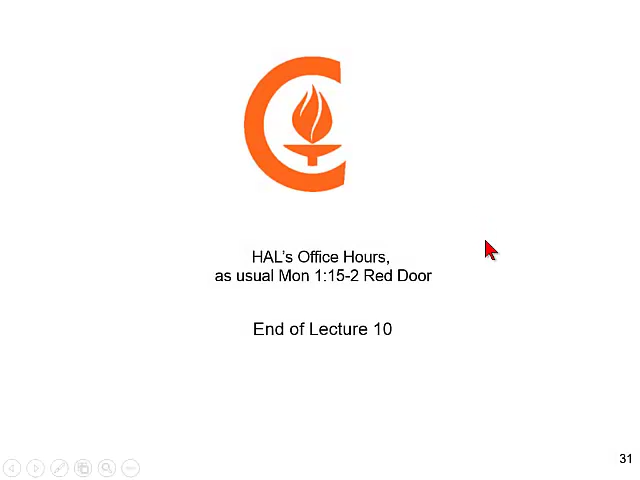 HAL's Office Hours,
as usual Mon 1:15-2 Red Door
End of Lecture 10
31